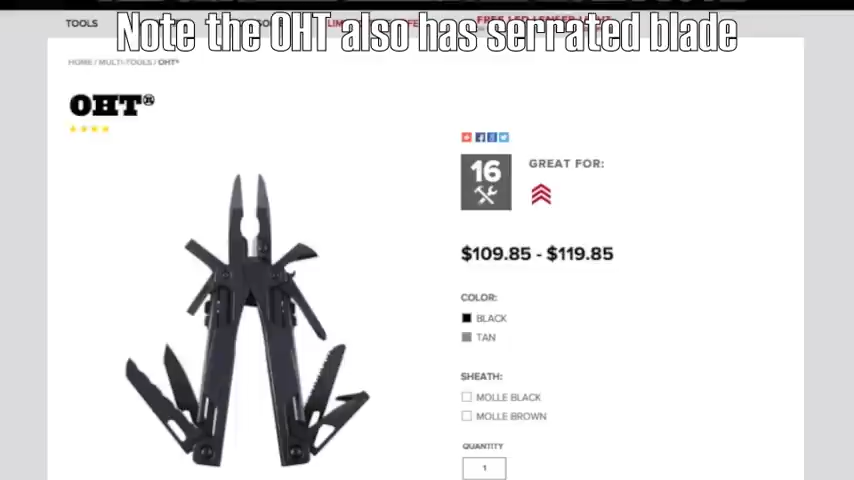 TOOLS
Note the OHT also has serrated blade
HOME / MULTI-TOOLS / OHT®
OHT®
16
GREAT FOR:
$109.85 - $119.85
COLOR:
BLACK
TAN
SHEATH:
MOLLE BLACK
MOLLE BROWN
QUANTITY
1